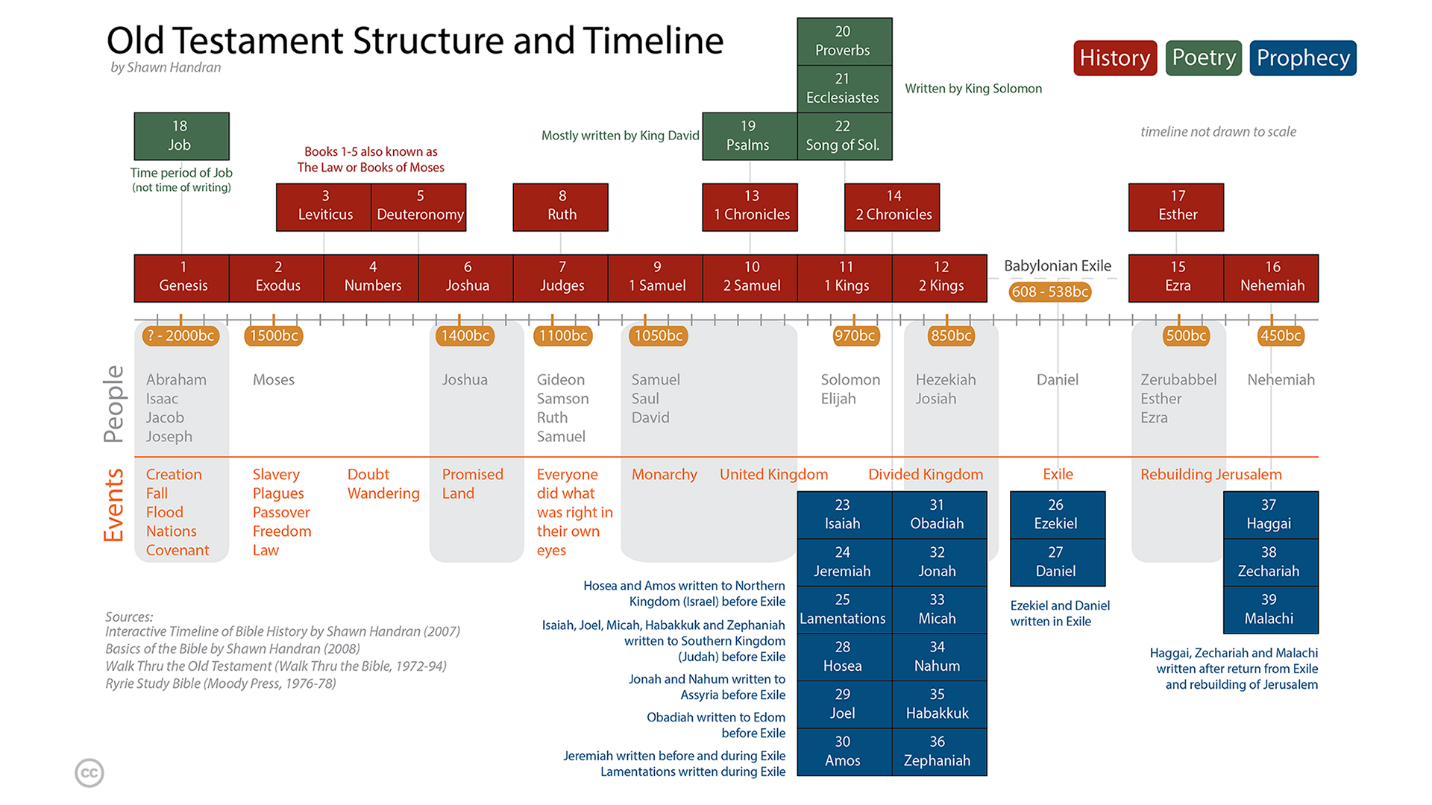 Old Testament Structure and Timeline
by Shawn Handran
History
Poetry
Prophecy
timeline not drawn to scale
20
Proverbs
21
Ecclesiastes
22
Song of Sol.
Written by King Solomon
18
Job
Time period of Job
(not time of writing)
Mostly written by King David
19
Psalms
Books 1-5 also known as
The Law or Books of Moses
3
Leviticus
5
Deuteronomy
8
Ruth
13
1 Chronicles
14
2 Chronicles
17
Esther
1
Genesis
2
Exodus
4
Numbers
6
Joshua
7
Judges
9
1 Samuel
10
2 Samuel
11
1 Kings
12
2 Kings
Babylonian Exile
608 - 538bc
15
Ezra
16
Nehemiah
? - 2000bc
1500bc
1400bc
1100bc
1050bc
970bc
850bc
500bc
450bc
People
Abraham
Isaac
Jacob
Joseph
Moses
Joshua
Gideon
Samson
Ruth
Samuel
Samuel
Saul
David
Solomon
Elijah
Hezekiah
Josiah
Daniel
Zerubbabel
Esther
Ezra
Nehemiah
Events
Creation
Fall
Flood
Nations
Covenant
Slavery
Plagues
Passover
Freedom
Law
Doubt
Wandering
Promised
Land
Everyone
did what
was right in
their own
eyes
Monarchy
United Kingdom
Divided Kingdom
Exile
Rebuilding Jerusalem
23
Isaiah
24
Jeremiah
25
Lamentations
28
Hosea
29
Joel
30
Amos
31
Obadiah
32
Jonah
33
Micah
34
Nahum
35
Habakkuk
36
Zephaniah
26
Ezekiel
27
Daniel
Ezekiel and Daniel
written in Exile
37
Haggai
38
Zechariah
39
Malachi
Haggai, Zechariah and Malachi
written after return from Exile
and rebuilding of Jerusalem
Hosea and Amos written to Northern
Kingdom (Israel) before Exile
Isaiah, Joel, Micah, Habakkuk and Zephaniah
written to Southern Kingdom
(Judah) before Exile
Jonah and Nahum written to
Assyria before Exile
Obadiah written to Edom
before Exile
Jeremiah written before and during Exile
Lamentations written during Exile
Sources:
Interactive Timeline of Bible History by Shawn Handran (2007)
Basics of the Bible by Shawn Handran (2008)
Walk Thru the Old Testament (Walk Thru the Bible, 1972-94)
Ryrie Study Bible (Moody Press, 1976-78)
cc